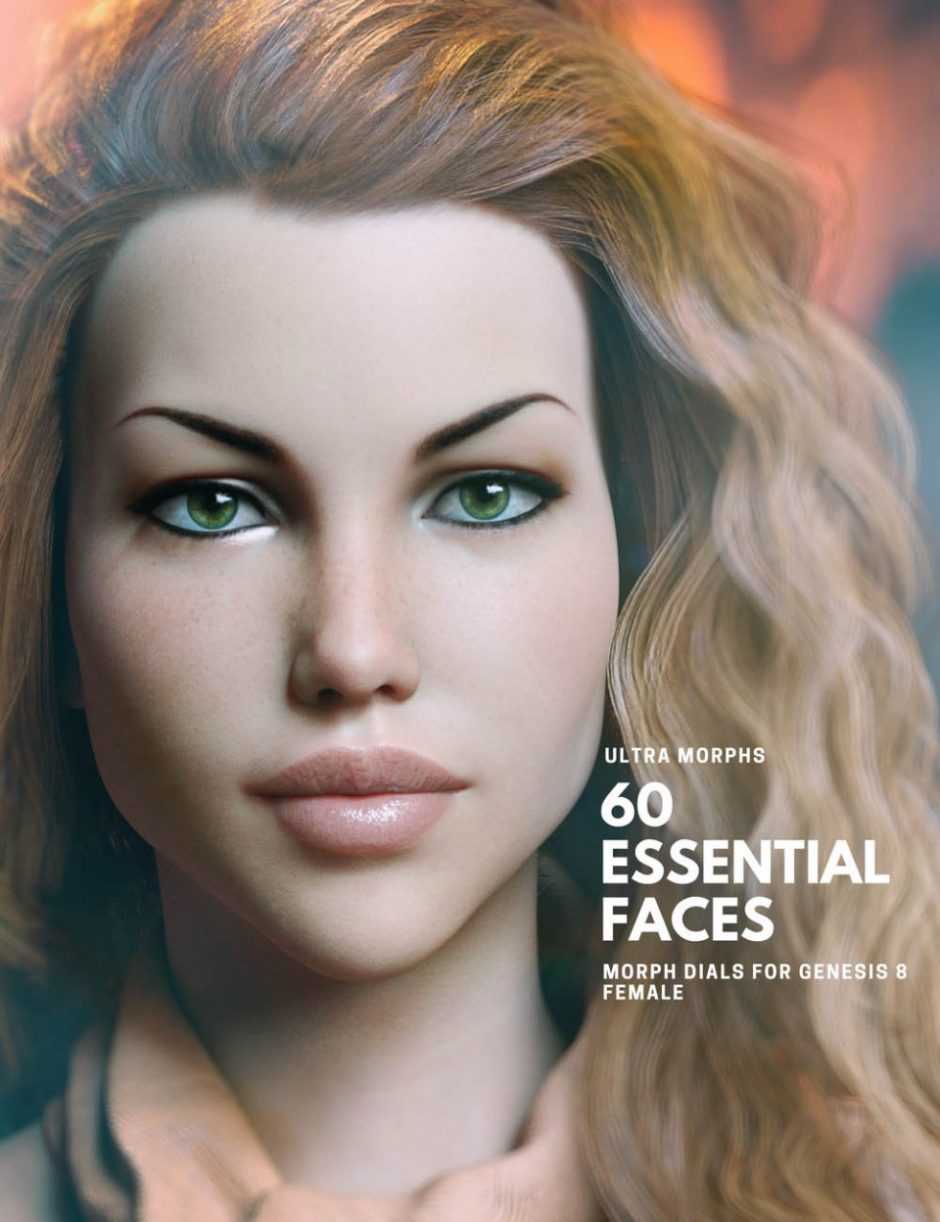 ULTRA MORPHS
60
ESSENTIAL
FACES
MORPH DIALS FOR GENESIS 8
FEMALE